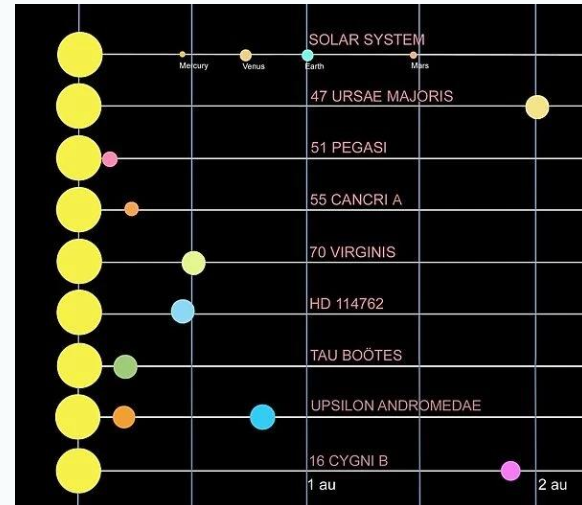 SOLAR SYSTEM
Mercury Venus Earth Mars
47 URSAE MAJORIS
51 PEGASI
55 CANCRI A
70 VIRGINIS
HD 114762
TAU BOÖTES
UPSILON ANDROMEDAE
16 CYGNI B
1 au 2 au